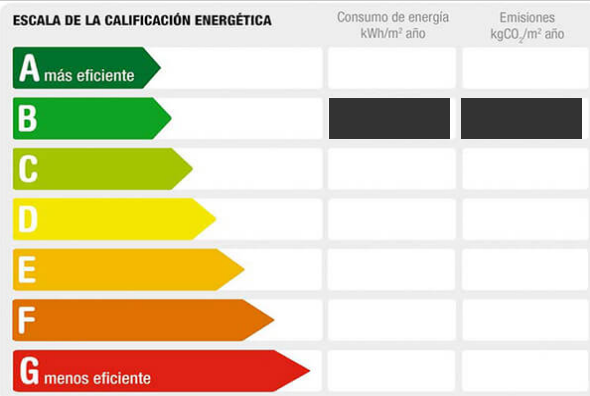 ESCALA DE LA CALIFICACIÓN ENERGÉTICA
Consumo de energía
kWh/m² año
Emisiones
kgCO₂/m² año
A más eficiente
B
C
D
E
F
G menos eficiente